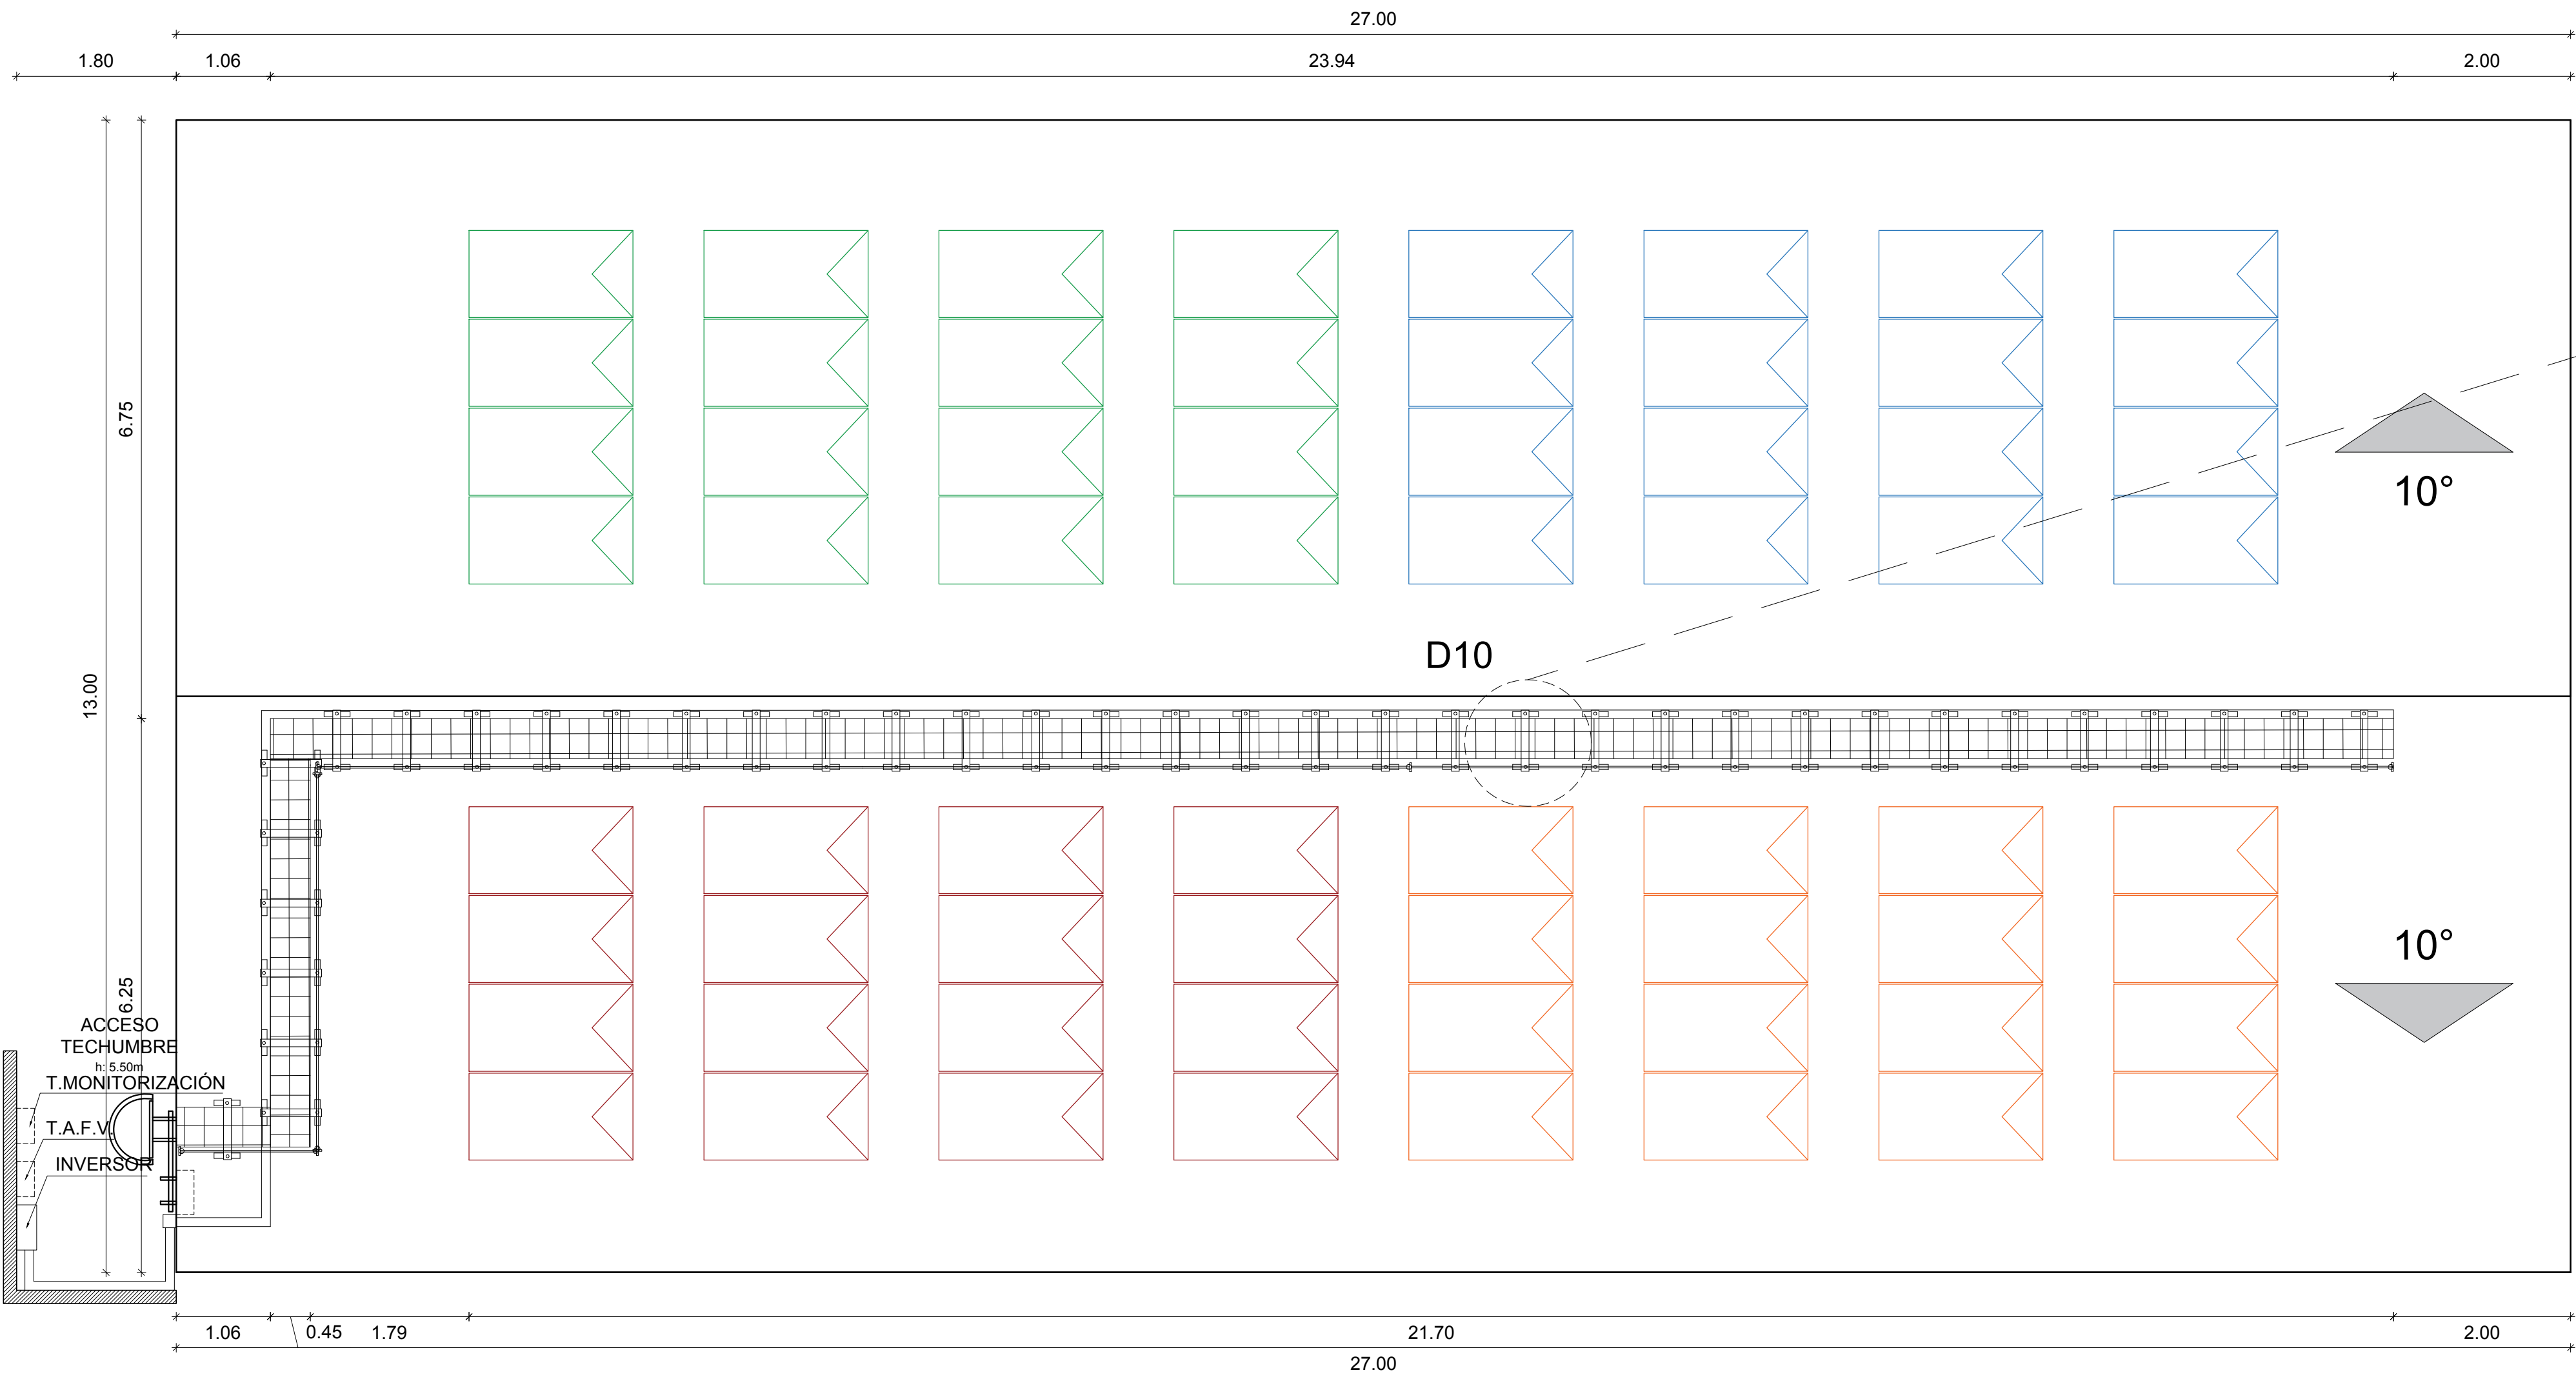 27.00
1.80
1.06
23.94
2.00
6.75
10°
D10
13.00
10°
6.25
ACCESO
TECHUMBRE
h: 5.50m
T.MONITORIZACIÓN
T.A.F.V.
INVERSOR
1.06
0.45
1.79
21.70
2.00
27.00